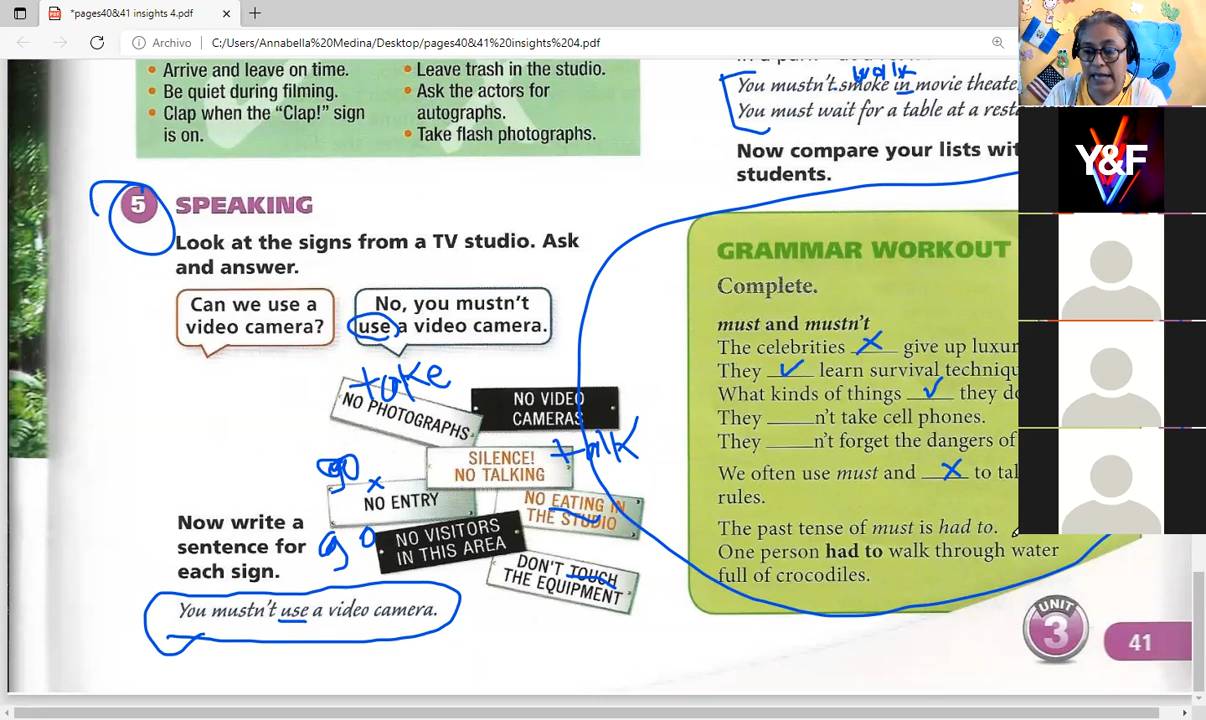 *pages40&41 insights 4.pdf
Archivo
C:/Users/Annabella%20Medina/Desktop/pages40&41%20insights%204.pdf
• Arrive and leave on time.
• Be quiet during filming.
• Clap when the “Clap!” sign
is on.
• Leave trash in the studio.
• Ask the actors for
autographs.
• Take flash photographs.
5 SPEAKING
Look at the signs from a TV studio. Ask
and answer.
Can we use a
video camera?
No, you mustn't
use a video camera.
take
NO PHOTOGRAPHS
NO VIDEO
CAMERAS
talk
SILENCE!
NO TALKING
go
NO ENTRY
NO EATING IN
THE STUDIO
go
NO VISITORS
IN THIS AREA
DON'T TOUCH
THE EQUIPMENT
Now write a
sentence for
each sign.
You mustn't use a video camera.
walk
You mustn't smoke in movie theate
You must wait for a table at a resta
Now compare your lists wit
students.
GRAMMAR WORKOUT
Complete.
must and mustn't
The celebrities ____ x give up luxur
They ____ ✓ learn survival techniqu
What kinds of things ____ ✓ they do
They ____n't take cell phones.
They ____n't forget the dangers of
We often use must and ____ x to tal
rules.
The past tense of must is had to.
One person had to walk through water
full of crocodiles.
UNIT
3
41
Y&F